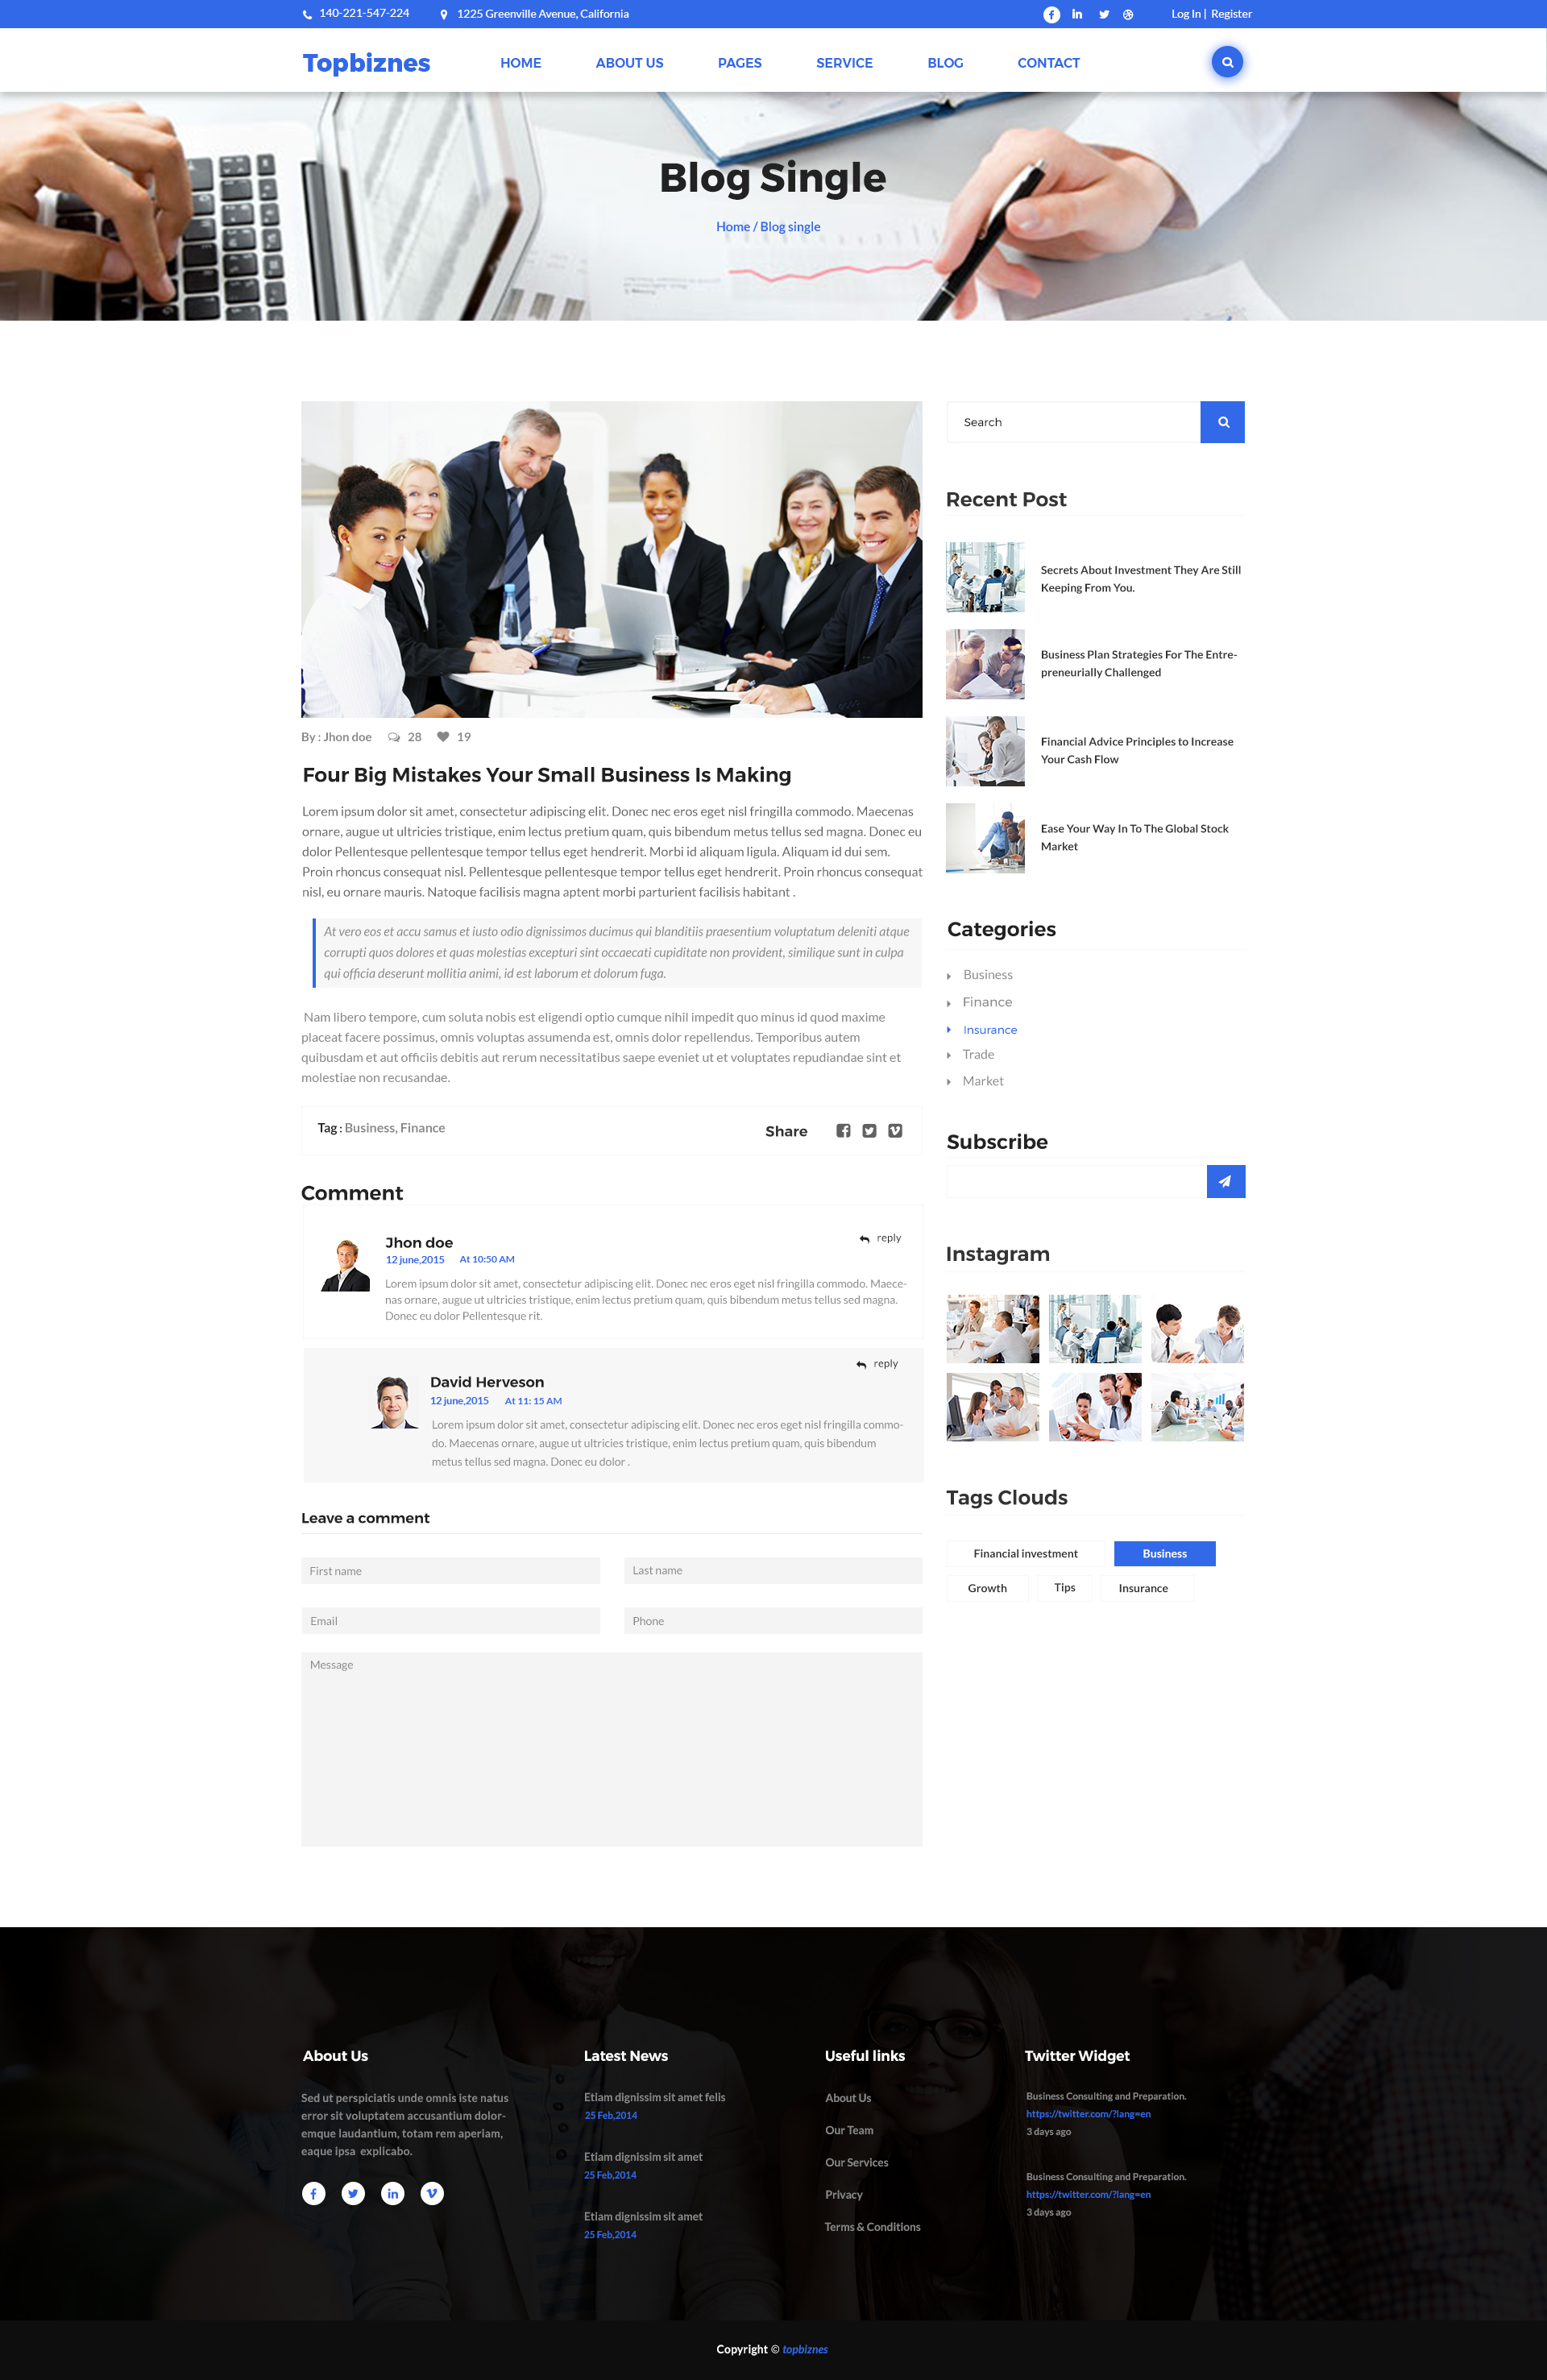 140-221-547-224
1225 Greenville Avenue, California
Log In | Register
Topbiznes
HOME
ABOUT US
PAGES
SERVICE
BLOG
CONTACT
Blog Single
Home / Blog single
By : Jhon doe
28
19
Four Big Mistakes Your Small Business Is Making
Lorem ipsum dolor sit amet, consectetur adipiscing elit. Donec nec eros eget nisl fringilla commodo. Maecenas
ornare, augue ut ultricies tristique, enim lectus pretium quam, quis bibendum metus tellus sed magna. Donec eu
dolor Pellentesque pellentesque tempor tellus eget hendrerit. Morbi id aliquam ligula. Aliquam id dui sem.
Proin rhoncus consequat nisl. Pellentesque pellentesque tempor tellus eget hendrerit. Proin rhoncus consequat
nisl, eu ornare mauris. Natoque facilisis magna aptent morbi parturient facilisis habitant .
At vero eos et accu samus et iusto odio dignissimos ducimus qui blanditiis praesentium voluptatum deleniti atque
corrupti quos dolores et quas molestias excepturi sint occaecati cupiditate non provident, similique sunt in culpa
qui officia deserunt mollitia animi, id est laborum et dolorum fuga.
Nam libero tempore, cum soluta nobis est eligendi optio cumque nihil impedit quo minus id quod maxime
placeat facere possimus, omnis voluptas assumenda est, omnis dolor repellendus. Temporibus autem
quibusdam et aut officiis debitis aut rerum necessitatibus saepe eveniet ut et voluptates repudiandae sint et
molestiae non recusandae.
Tag : Business, Finance
Share
Comment
Jhon doe
reply
12 june,2015
At 10:50 AM
Lorem ipsum dolor sit amet, consectetur adipiscing elit. Donec nec eros eget nisl fringilla commodo. Maece-
nas ornare, augue ut ultricies tristique, enim lectus pretium quam, quis bibendum metus tellus sed magna.
Donec eu dolor Pellentesque rit.
reply
David Herveson
12 june,2015
At 11: 15 AM
Lorem ipsum dolor sit amet, consectetur adipiscing elit. Donec nec eros eget nisl fringilla commo-
do. Maecenas ornare, augue ut ultricies tristique, enim lectus pretium quam, quis bibendum
metus tellus sed magna. Donec eu dolor .
Leave a comment
First name
Last name
Email
Phone
Message
Search
Recent Post
Secrets About Investment They Are Still
Keeping From You.
Business Plan Strategies For The Entre-
preneurially Challenged
Financial Advice Principles to Increase
Your Cash Flow
Ease Your Way In To The Global Stock
Market
Categories
Business
Finance
Insurance
Trade
Market
Subscribe
Instagram
Tags Clouds
Financial investment
Business
Growth
Tips
Insurance
About Us
Sed ut perspiciatis unde omnis iste natus
error sit voluptatem accusantium dolor-
emque laudantium, totam rem aperiam,
eaque ipsa explicabo.
Latest News
Etiam dignissim sit amet felis
25 Feb,2014
Etiam dignissim sit amet
25 Feb,2014
Etiam dignissim sit amet
25 Feb,2014
Useful links
About Us
Our Team
Our Services
Privacy
Terms & Conditions
Twitter Widget
Business Consulting and Preparation.
https://twitter.com/?lang=en
3 days ago
Business Consulting and Preparation.
https://twitter.com/?lang=en
3 days ago
Copyright © topbiznes